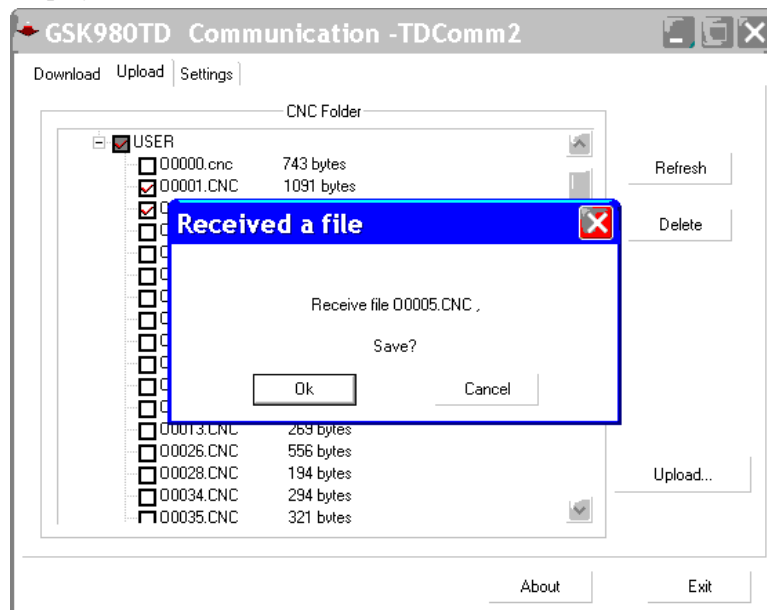 GSK980TD Communication -TDComm2
Download Upload Settings
CNC Folder
USER
O0000.cnc 743 bytes
O0001.CNC 1091 bytes
Refresh
Delete
Received a file
Receive file O0005.CNC ,
Save?
Ok Cancel
O0013.CNC 269 bytes
O0026.CNC 556 bytes
O0028.CNC 194 bytes
O0034.CNC 294 bytes
O0035.CNC 321 bytes
Upload...
About Exit